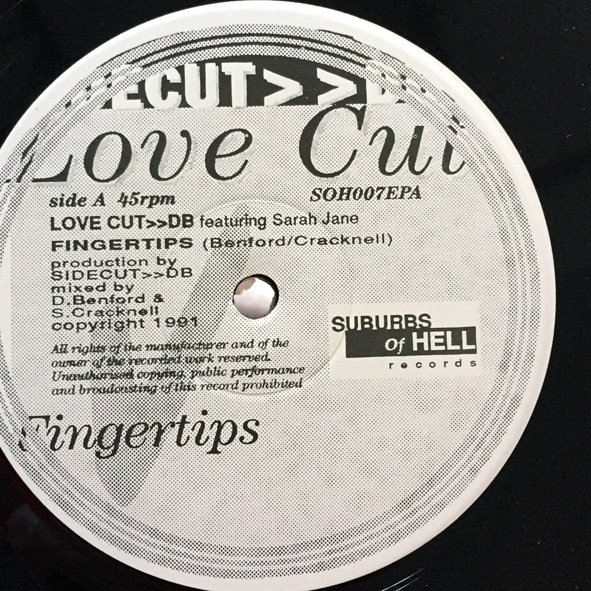 ECUT>>D
Love Cut
side A 45rpm SOH007EPA
LOVE CUT>>DB featuring Sarah Jane
FINGERTIPS (Benford/Cracknell)
production by
SIDECUT>>DB
mixed by
D.Benford &
S.Cracknell
copyright 1991
All rights of the manufacturer and of the
owner of the recorded work reserved.
Unauthorised copying, public performance
and broadcasting of this record prohibited
SUBURBS
Of HELL
records
Fingertips